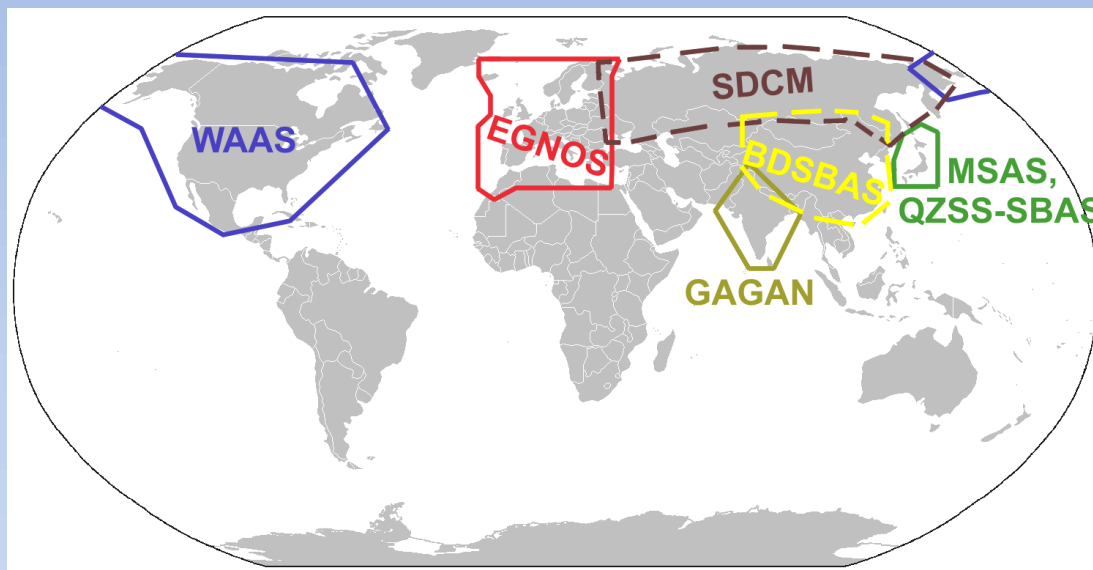 WAAS
EGNOS
SDCM
BDSBAS
MSAS,
QZSS-SBAS
GAGAN